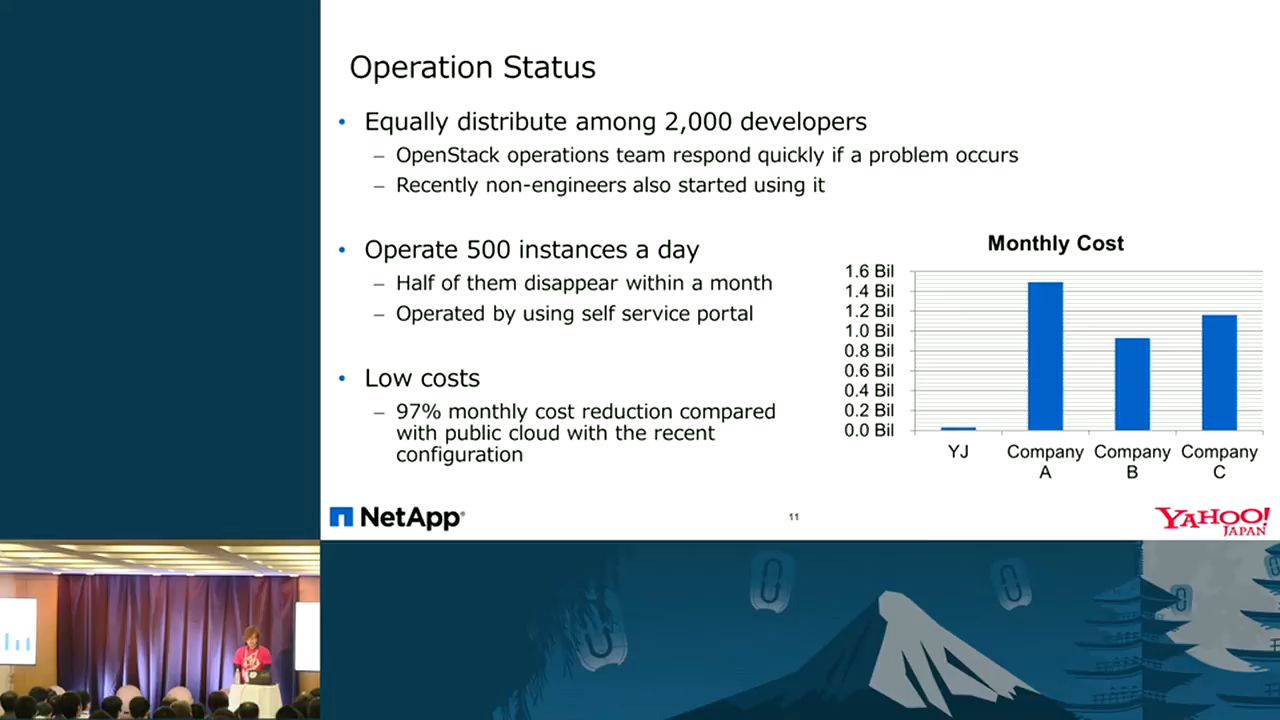 Operation Status
• Equally distribute among 2,000 developers
– OpenStack operations team respond quickly if a problem occurs
– Recently non-engineers also started using it
• Operate 500 instances a day
– Half of them disappear within a month
– Operated by using self service portal
• Low costs
– 97% monthly cost reduction compared
with public cloud with the recent
configuration
Monthly Cost
1.6 Bil
1.4 Bil
1.2 Bil
1.0 Bil
0.8 Bil
0.6 Bil
0.4 Bil
0.2 Bil
0.0 Bil
YJ
Company
A
Company
B
Company
C
NetApp®
11
YAHOO!
JAPAN